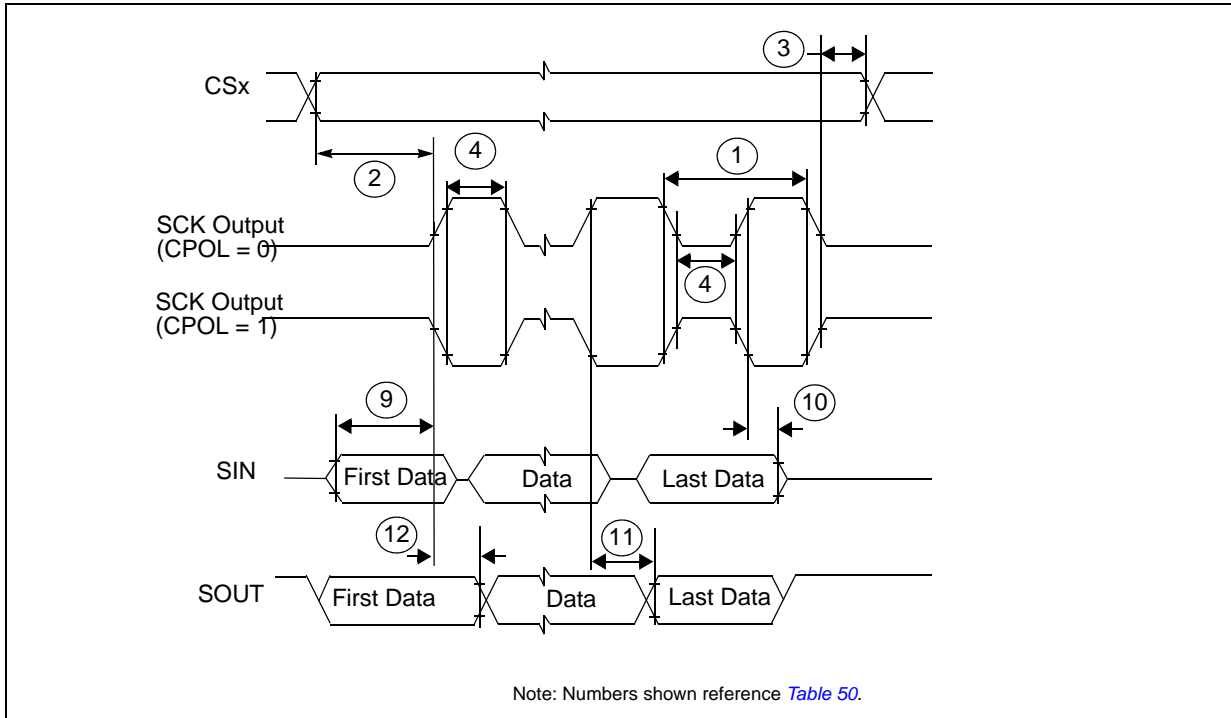 3
CSx
2
4
1
SCK Output
(CPOL = 0)
4
SCK Output
(CPOL = 1)
9
10
SIN
First Data
Data
Last Data
12
11
SOUT
First Data
Data
Last Data
Note: Numbers shown reference Table 50.